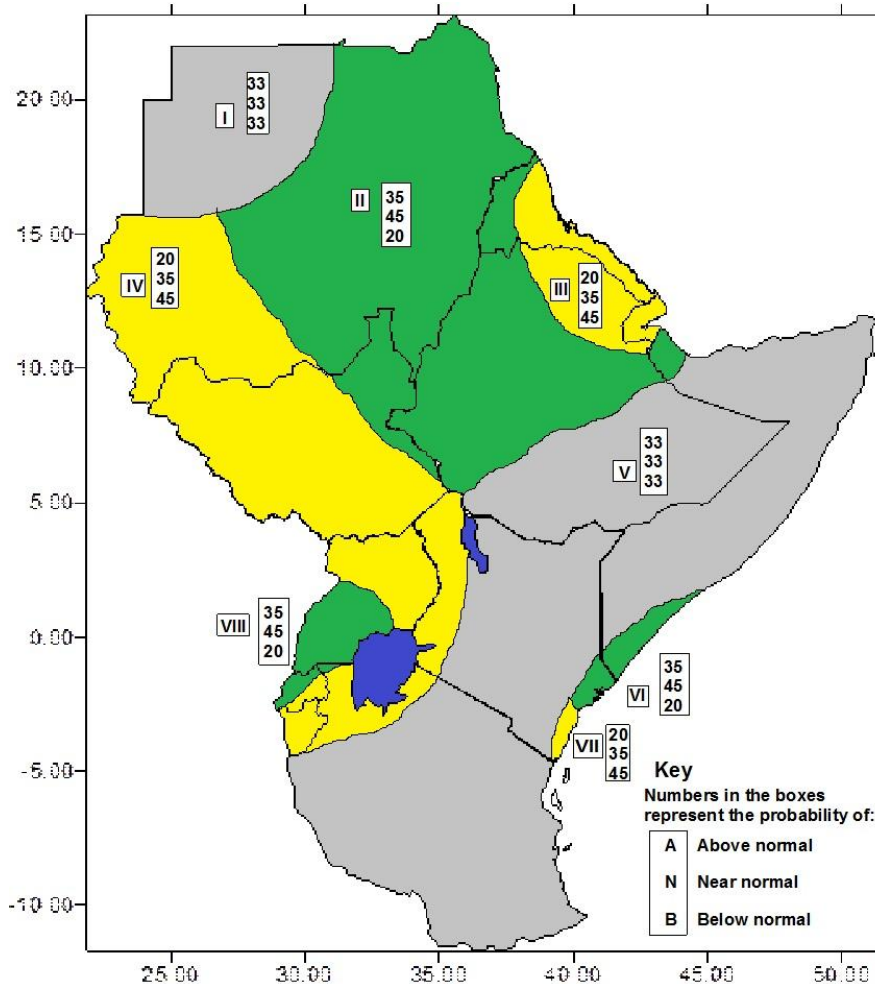 20.00
15.00
10.00
5.00
0.00
-5.00
-10.00
I
33
33
33
II
35
45
20
III
20
35
45
IV
20
35
45
V
33
33
33
VIII
35
45
20
VI
35
45
20
VII
20
35
45
Key
Numbers in the boxes
represent the probability of:
A Above normal
N Near normal
B Below normal
25.00 30.00 35.00 40.00 45.00 50.00